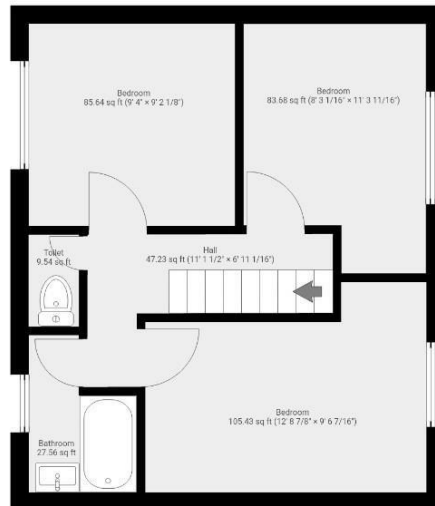 Bedroom
85.64 sq ft (9' 4" × 9' 2 1/8")
Bedroom
83.68 sq ft (8' 3 1/16" × 11' 3 11/16")
Toilet
9.54 sq ft
Hall
47.23 sq ft (11' 1 1/2" × 6' 11 1/16")
Bedroom
105.43 sq ft (12' 8 7/8" × 9' 6 7/16")
Bathroom
27.56 sq ft